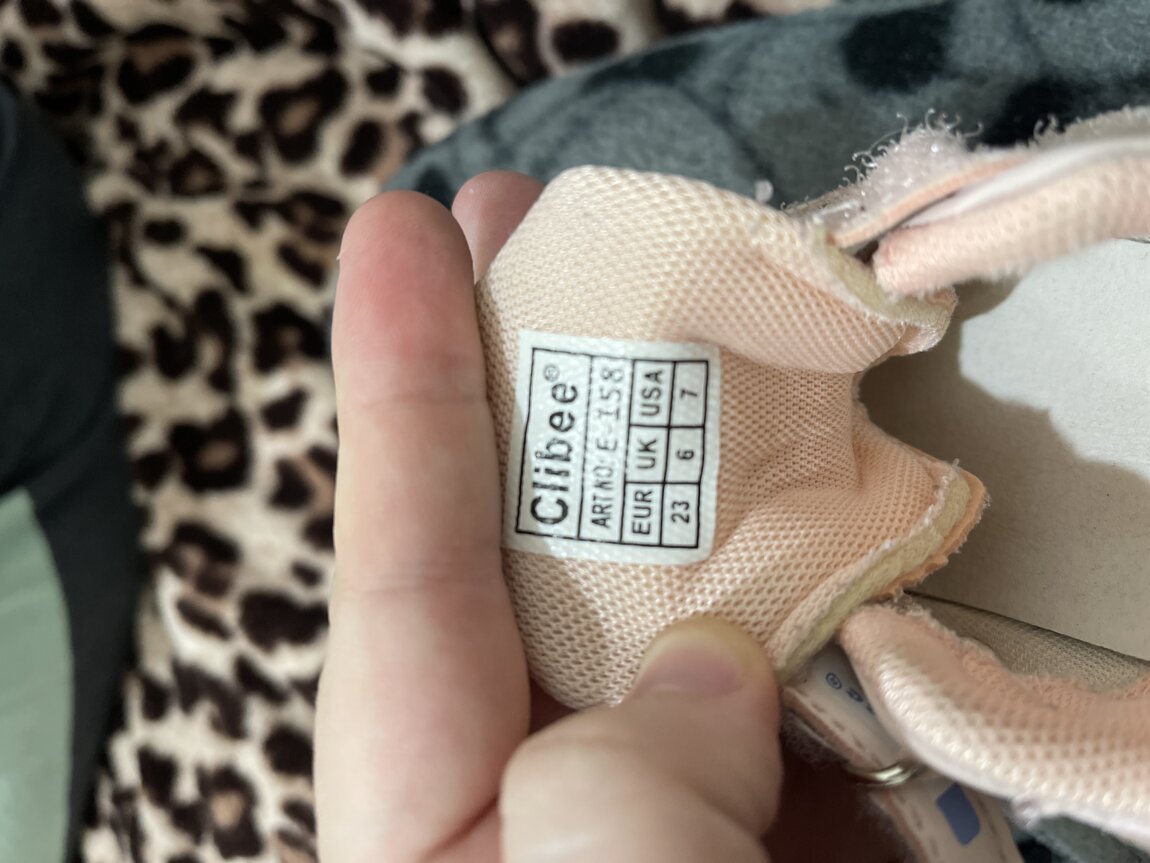 Clibee®
ART NO: E-158
EUR UK USA
23 6 7